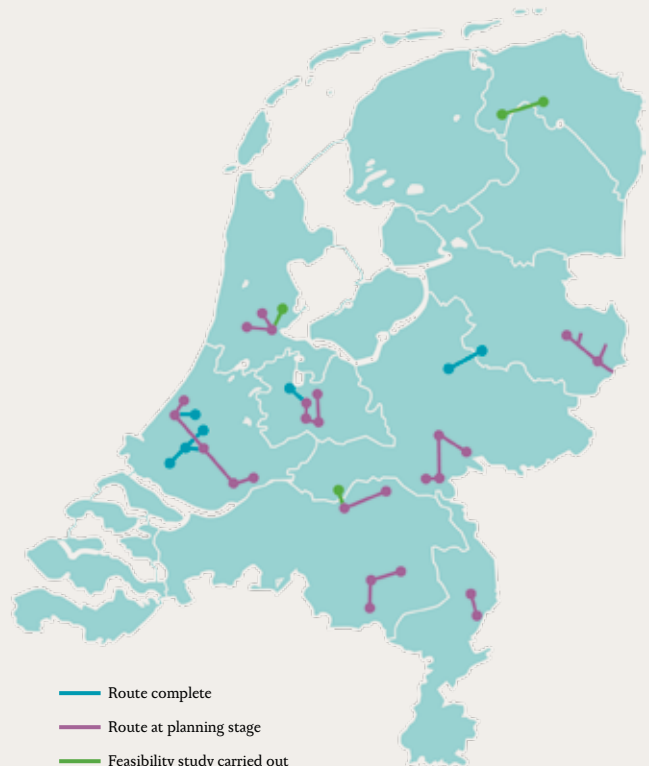 Route complete
Route at planning stage
Feasibility study carried out